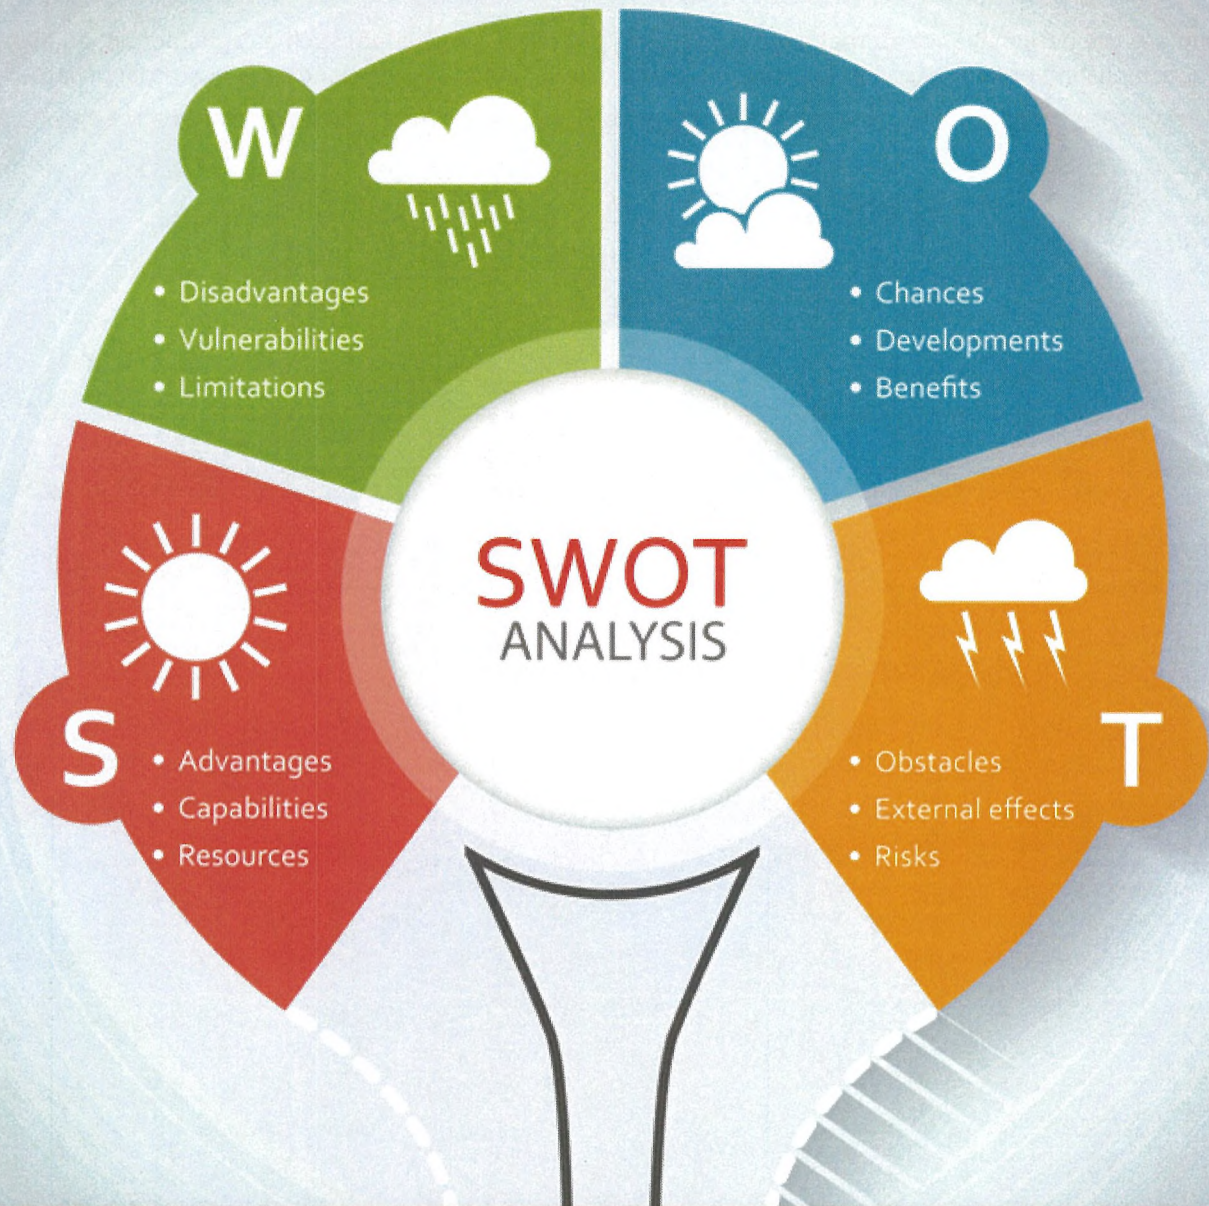 W
Disadvantages
Vulnerabilities
Limitations
O
Chances
Developments
Benefits
SWOT
ANALYSIS
S
Advantages
Capabilities
Resources
T
Obstacles
External effects
Risks